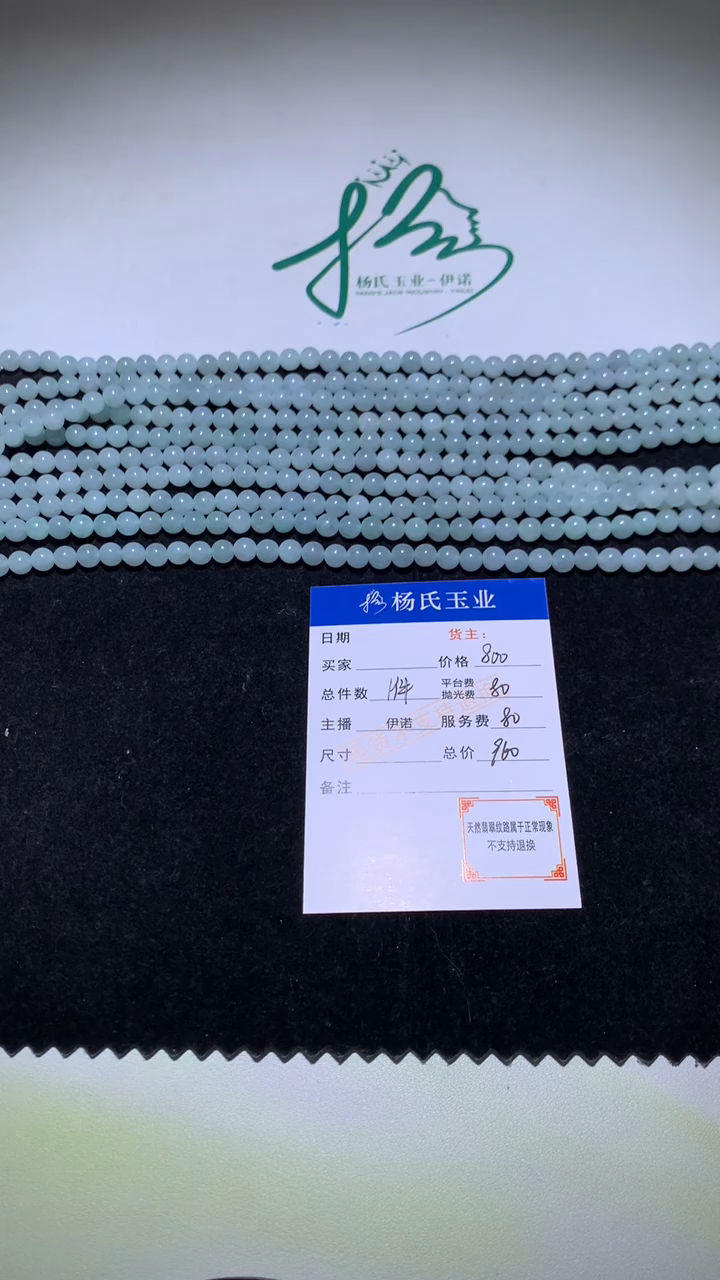 杨氏玉业-伊诺
杨氏玉业
日期 货主：
买家 价格 800
总件数 1件 平台费 抛光费 80
主播 伊诺 服务费 80
尺寸 总价 960
备注
天然翡翠纹路属于正常现象
不支持退换